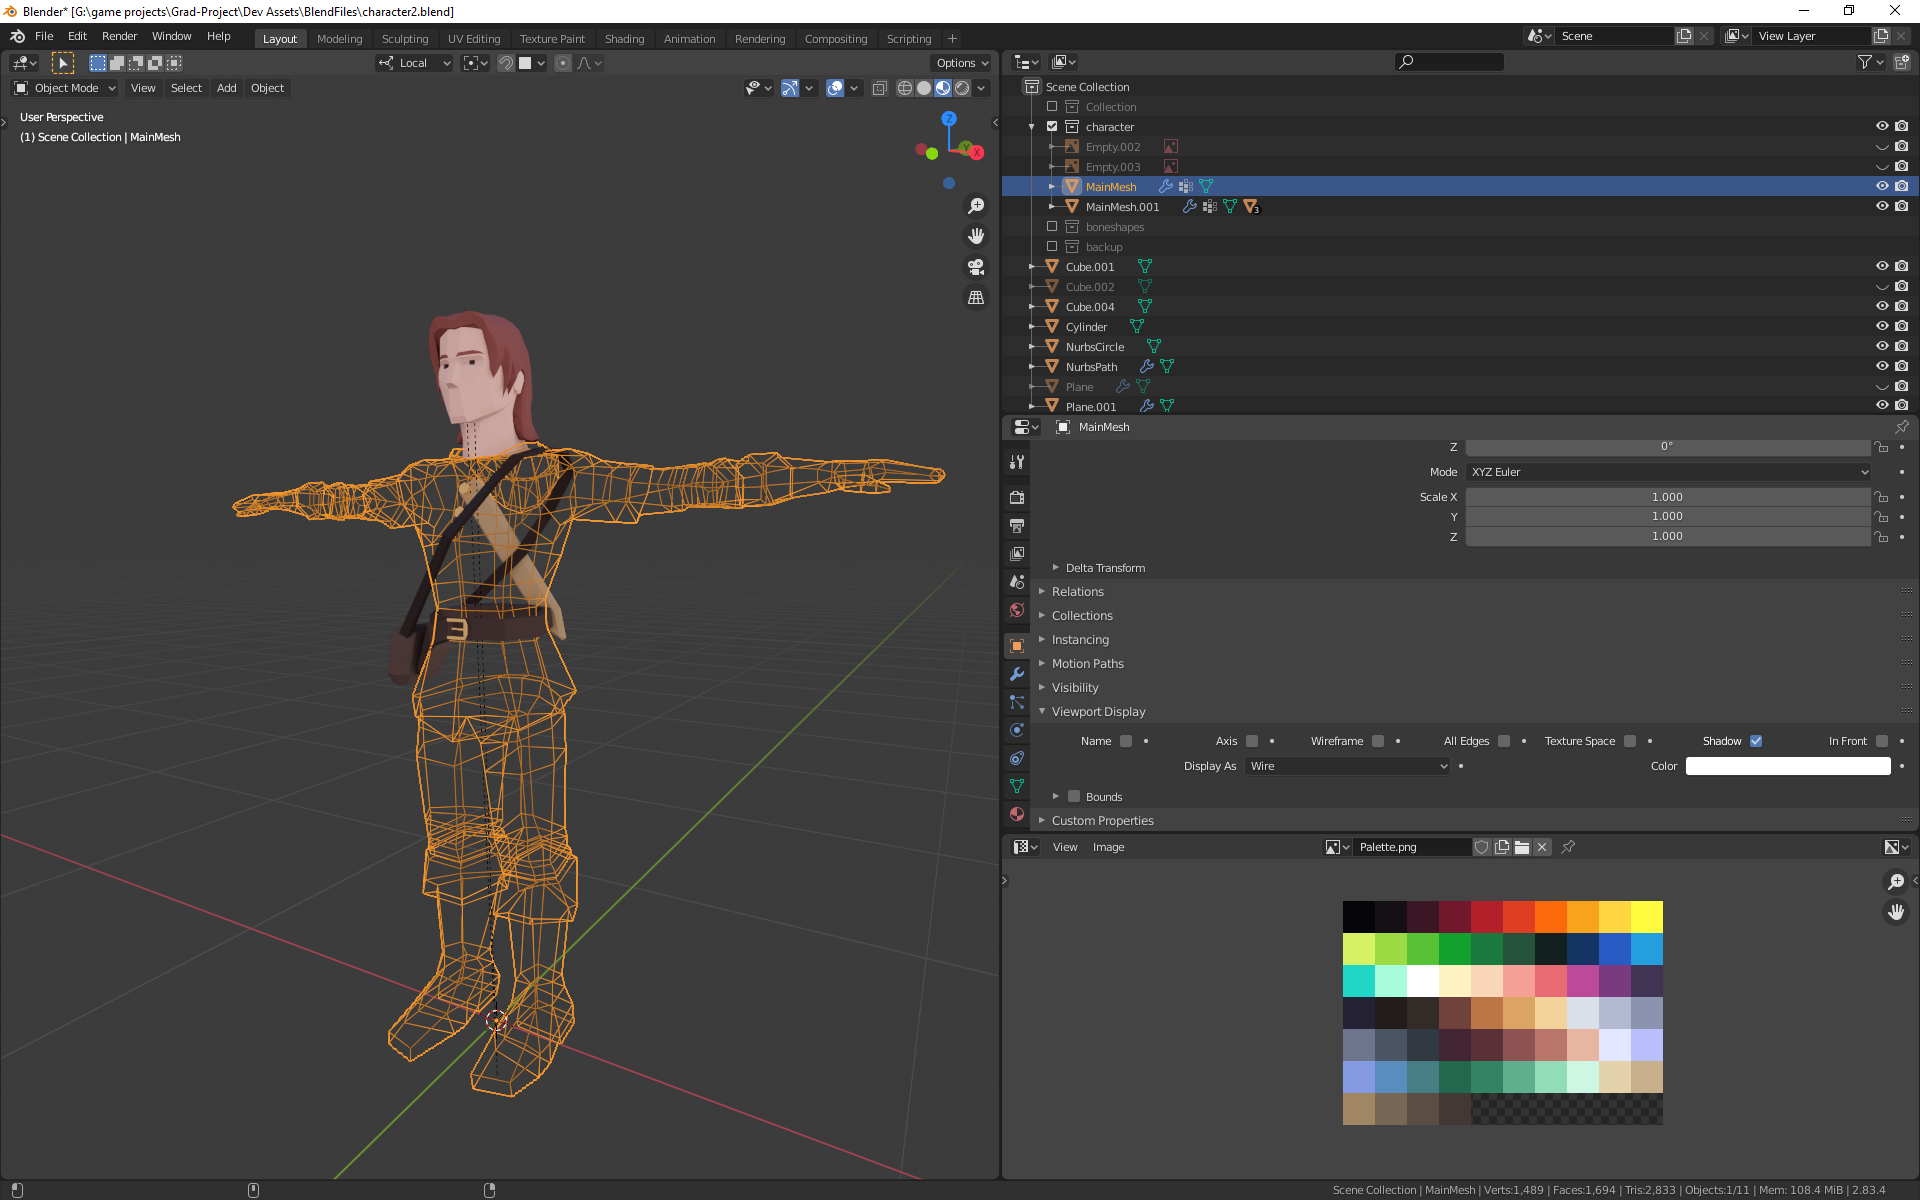 Blender* [G:\game projects\Grad-Project\Dev Assets\BlendFiles\character2.blend]
File Edit Render Window Help Layout Modeling Sculpting UV Editing Texture Paint Shading Animation Rendering Compositing Scripting + Scene View Layer
Local Options
Object Mode View Select Add Object
User Perspective
(1) Scene Collection | MainMesh
Z
Y
X
Scene Collection
Collection
character
Empty.002
Empty.003
MainMesh
MainMesh.001 3
boneshapes
backup
Cube.001
Cube.002
Cube.004
Cylinder
NurbsCircle
NurbsPath
Plane
Plane.001
MainMesh
Z 0°
Mode XYZ Euler
Scale X 1.000
Y 1.000
Z 1.000
Delta Transform
Relations
Collections
Instancing
Motion Paths
Visibility
Viewport Display
Name Axis Wireframe All Edges Texture Space Shadow In Front
Display As Wire Color
Bounds
Custom Properties
View Image Palette.png
Scene Collection | MainMesh | Verts:1,489 | Faces:1,694 | Tris:2,833 | Objects:1/11 | Mem: 108.4 MiB | 2.83.4